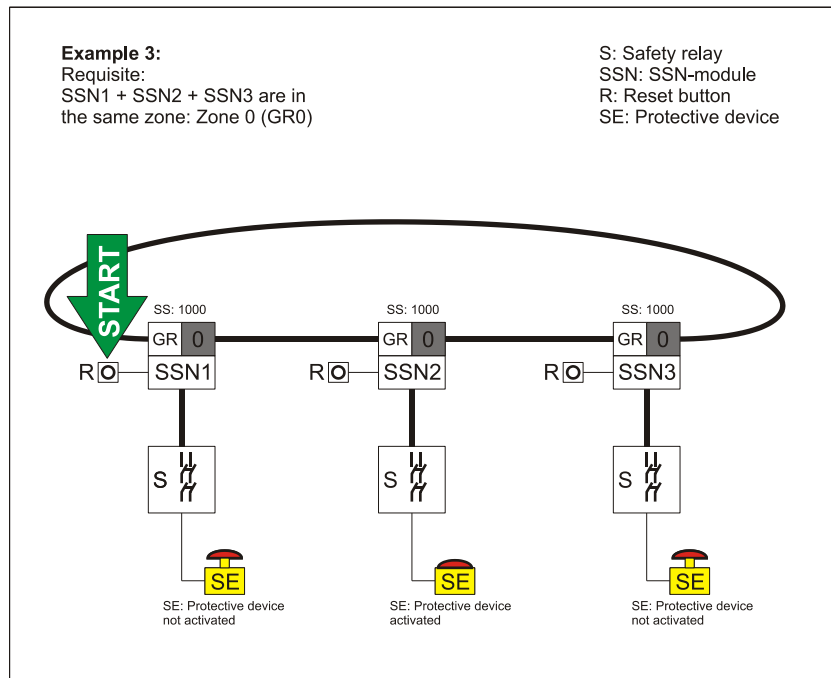 Example 3:
Requisite:
SSN1 + SSN2 + SSN3 are in
the same zone: Zone 0 (GR0)
S: Safety relay
SSN: SSN-module
R: Reset button
SE: Protective device
START
SS: 1000
SS: 1000
SS: 1000
GR 0
GR 0
GR 0
R SSN1
R SSN2
R SSN3
S
S
S
SE
SE
SE
SE: Protective device
not activated
SE: Protective device
activated
SE: Protective device
not activated